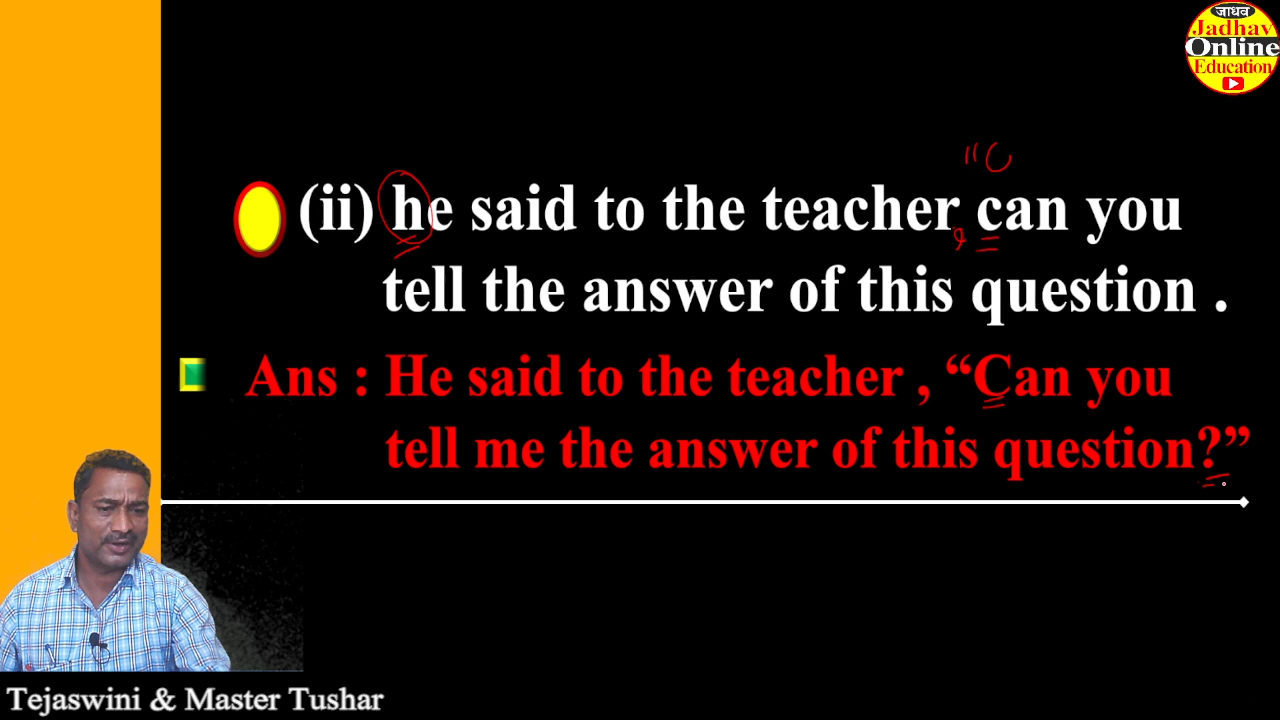 जाधव
Jadhav
Online
Education
(ii) he said to the teacher can you
tell the answer of this question .
Ans : He said to the teacher , “Can you
tell me the answer of this question?”
Tejaswini & Master Tushar